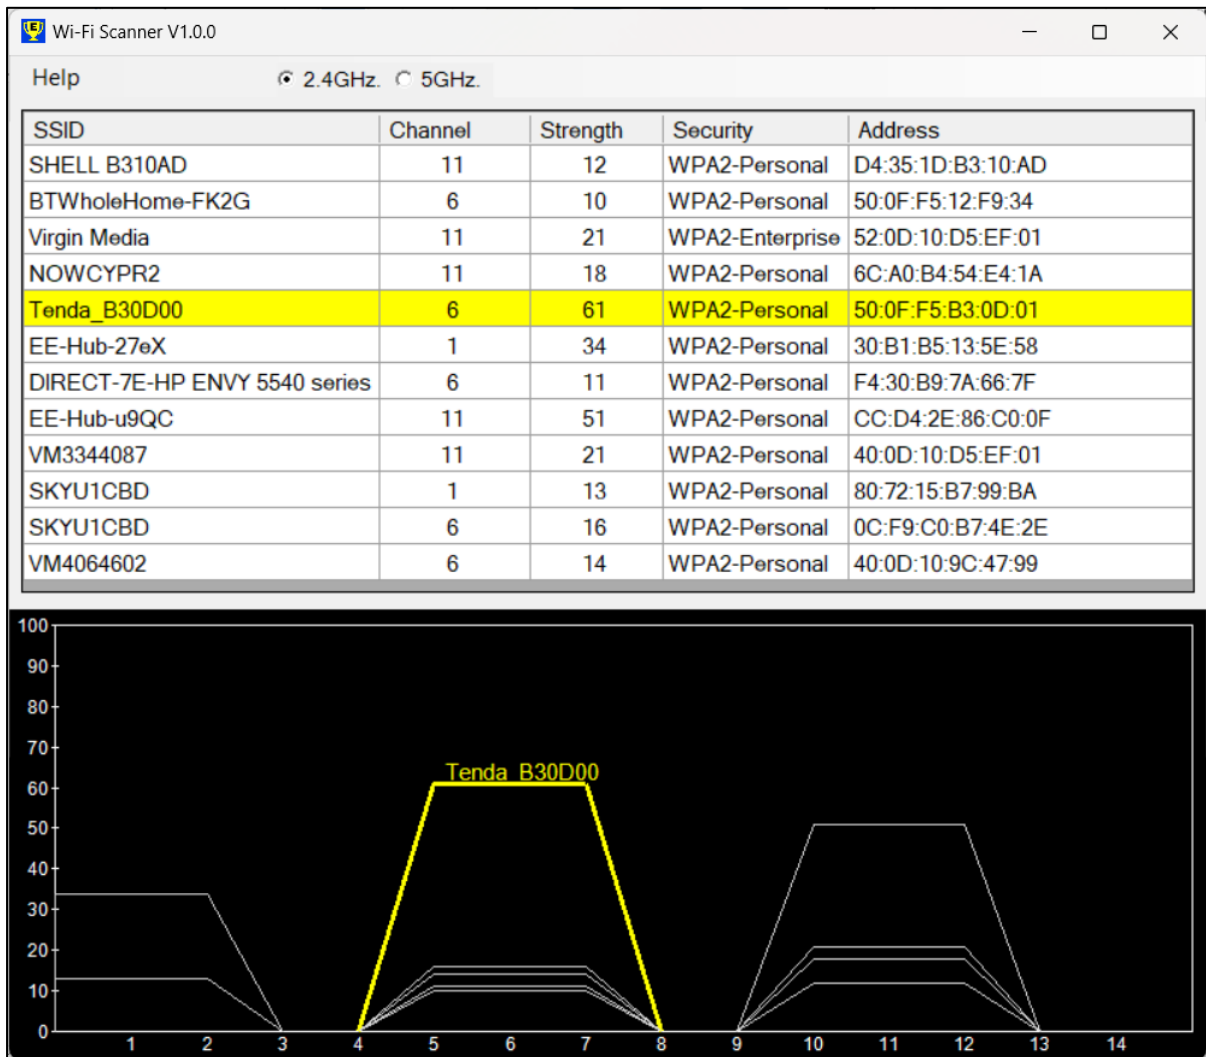 E Wi-Fi Scanner V1.0.0
Help 2.4GHz. 5GHz.
SSID Channel Strength Security Address
SHELL B310AD 11 12 WPA2-Personal D4:35:1D:B3:10:AD
BTWholeHome-FK2G 6 10 WPA2-Personal 50:0F:F5:12:F9:34
Virgin Media 11 21 WPA2-Enterprise 52:0D:10:D5:EF:01
NOWCYPR2 11 18 WPA2-Personal 6C:A0:B4:54:E4:1A
Tenda_B30D00 6 61 WPA2-Personal 50:0F:F5:B3:0D:01
EE-Hub-27eX 1 34 WPA2-Personal 30:B1:B5:13:5E:58
DIRECT-7E-HP ENVY 5540 series 6 11 WPA2-Personal F4:30:B9:7A:66:7F
EE-Hub-u9QC 11 51 WPA2-Personal CC:D4:2E:86:C0:0F
VM3344087 11 21 WPA2-Personal 40:0D:10:D5:EF:01
SKYU1CBD 1 13 WPA2-Personal 80:72:15:B7:99:BA
SKYU1CBD 6 16 WPA2-Personal 0C:F9:C0:B7:4E:2E
VM4064602 6 14 WPA2-Personal 40:0D:10:9C:47:99
100
90
80
70
Tenda_B30D00
60
50
40
30
20
10
0
1 2 3 4 5 6 7 8 9 10 11 12 13 14